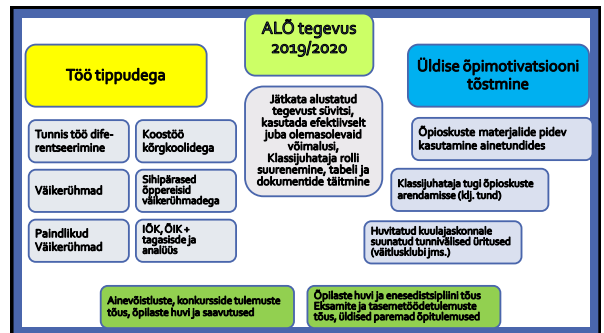 ALÕ tegevus
2019/2020
Töö tippudega
Üldise õpimotivatsiooni
tõstmine
Jätkata alustatud
tegevust süvitsi,
kasutada efektiivselt
juba olemasolevaid
võimalusi,
Klassijuhataja rolli
suurenemine, tabeli ja
dokumentide täitmine
Tunnis töö dife-
rentseerimine
Koostöö
kõrgkoolidega
Väikerühmad
Sihipärased
õppereisid
väikerühmadega
Paindlikud
Väikerühmad
IÕK, ÕIK +
tagasisde ja
analüüs
Õpioskuste materjalide pidev
kasutamine ainetundides
Klassijuhataja tugi õpioskuste
arendamisse (klj. tund)
Huvitatud kuulajaskonnale
suunatud tunnivälised üritused
(väitlusklubi jms.)
Ainevõistluste, konkursside tulemuste
tõus, õpilaste huvi ja saavutused
Õpilaste huvi ja enesedistsipliini tõus
Eksamite ja tasemetöödetulemuste
tõus, üldised paremad õpitulemused